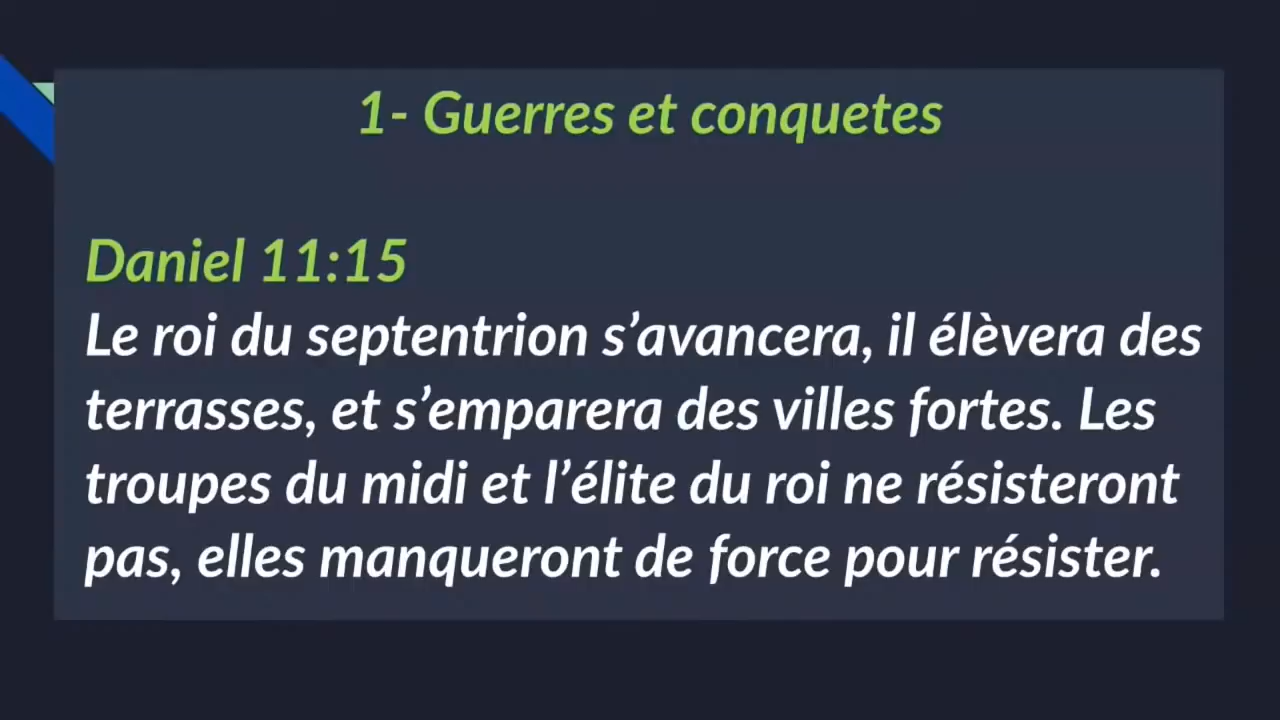 1- Guerres et conquetes
Daniel 11:15
Le roi du septentrion s’avancera, il élèvera des
terrasses, et s’emparera des villes fortes. Les
troupes du midi et l’élite du roi ne résisteront
pas, elles manqueront de force pour résister.